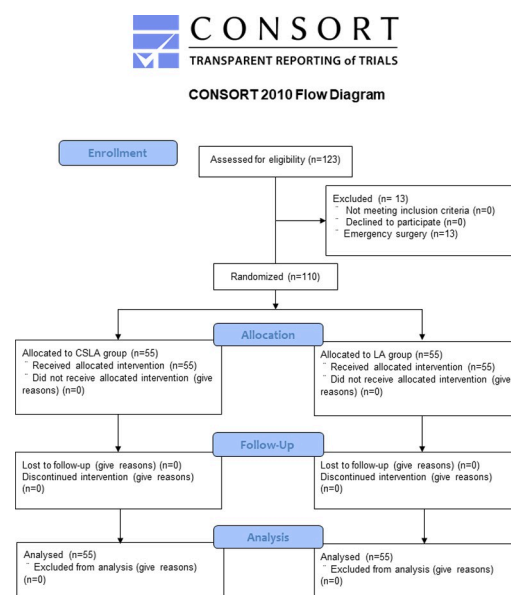 CONSORT
TRANSPARENT REPORTING of TRIALS
CONSORT 2010 Flow Diagram
Enrollment
Assessed for eligibility (n=123)
Excluded (n= 13)
¨ Not meeting inclusion criteria (n=0)
¨ Declined to participate (n=0)
¨ Emergency surgery (n=13)
Randomized (n=110)
Allocation
Allocated to CSLA group (n=55)
¨ Received allocated intervention (n=55)
¨ Did not receive allocated intervention (give
reasons) (n=0)
Allocated to LA group (n=55)
¨ Received allocated intervention (n=55)
¨ Did not receive allocated intervention (give
reasons) (n=0)
Follow-Up
Lost to follow-up (give reasons) (n=0)
Discontinued intervention (give reasons)
(n=0)
Lost to follow-up (give reasons) (n=0)
Discontinued intervention (give reasons)
(n=0)
Analysis
Analysed (n=55)
¨ Excluded from analysis (give reasons)
(n=0)
Analysed (n=55)
¨ Excluded from analysis (give reasons)
(n=0)